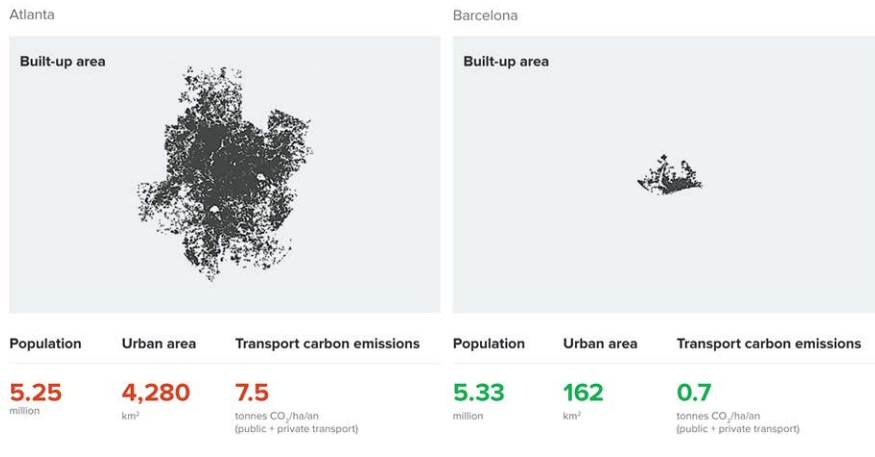 Atlanta
Built-up area
Population
Urban area
Transport carbon emissions
5.25
million
4,280
km²
7.5
tonnes CO₂/ha/an
(public + private transport)
Barcelona
Built-up area
Population
Urban area
Transport carbon emissions
5.33
million
162
km²
0.7
tonnes CO₂/ha/an
(public + private transport)